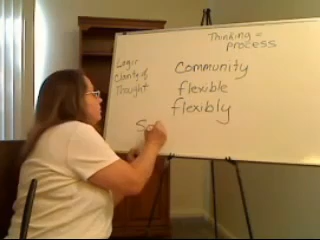 Thinking =
process
Logic
Clarity of
Thought
Community
flexible
flexibly
S